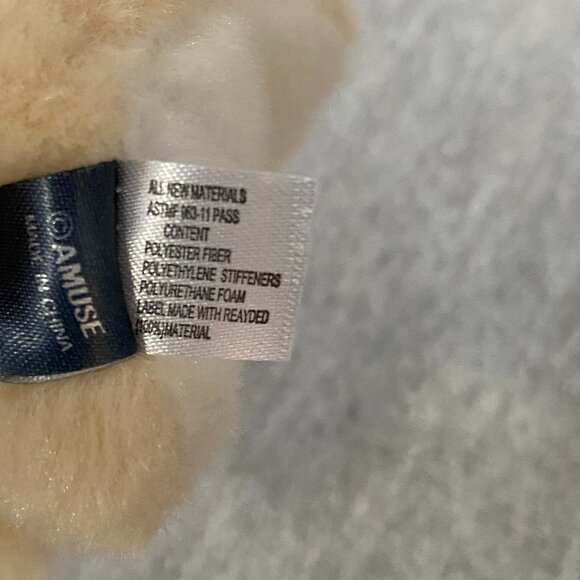 © AMUSE
MADE IN CHINA
ALL NEW MATERIALS
ASTMF 963-11 PASS
CONTENT
POLYESTER FIBER
POLYETHYLENE STIFFENERS
POLYURETHANE FOAM
LABEL MADE WITH REAYDED
(100%)MATERIAL